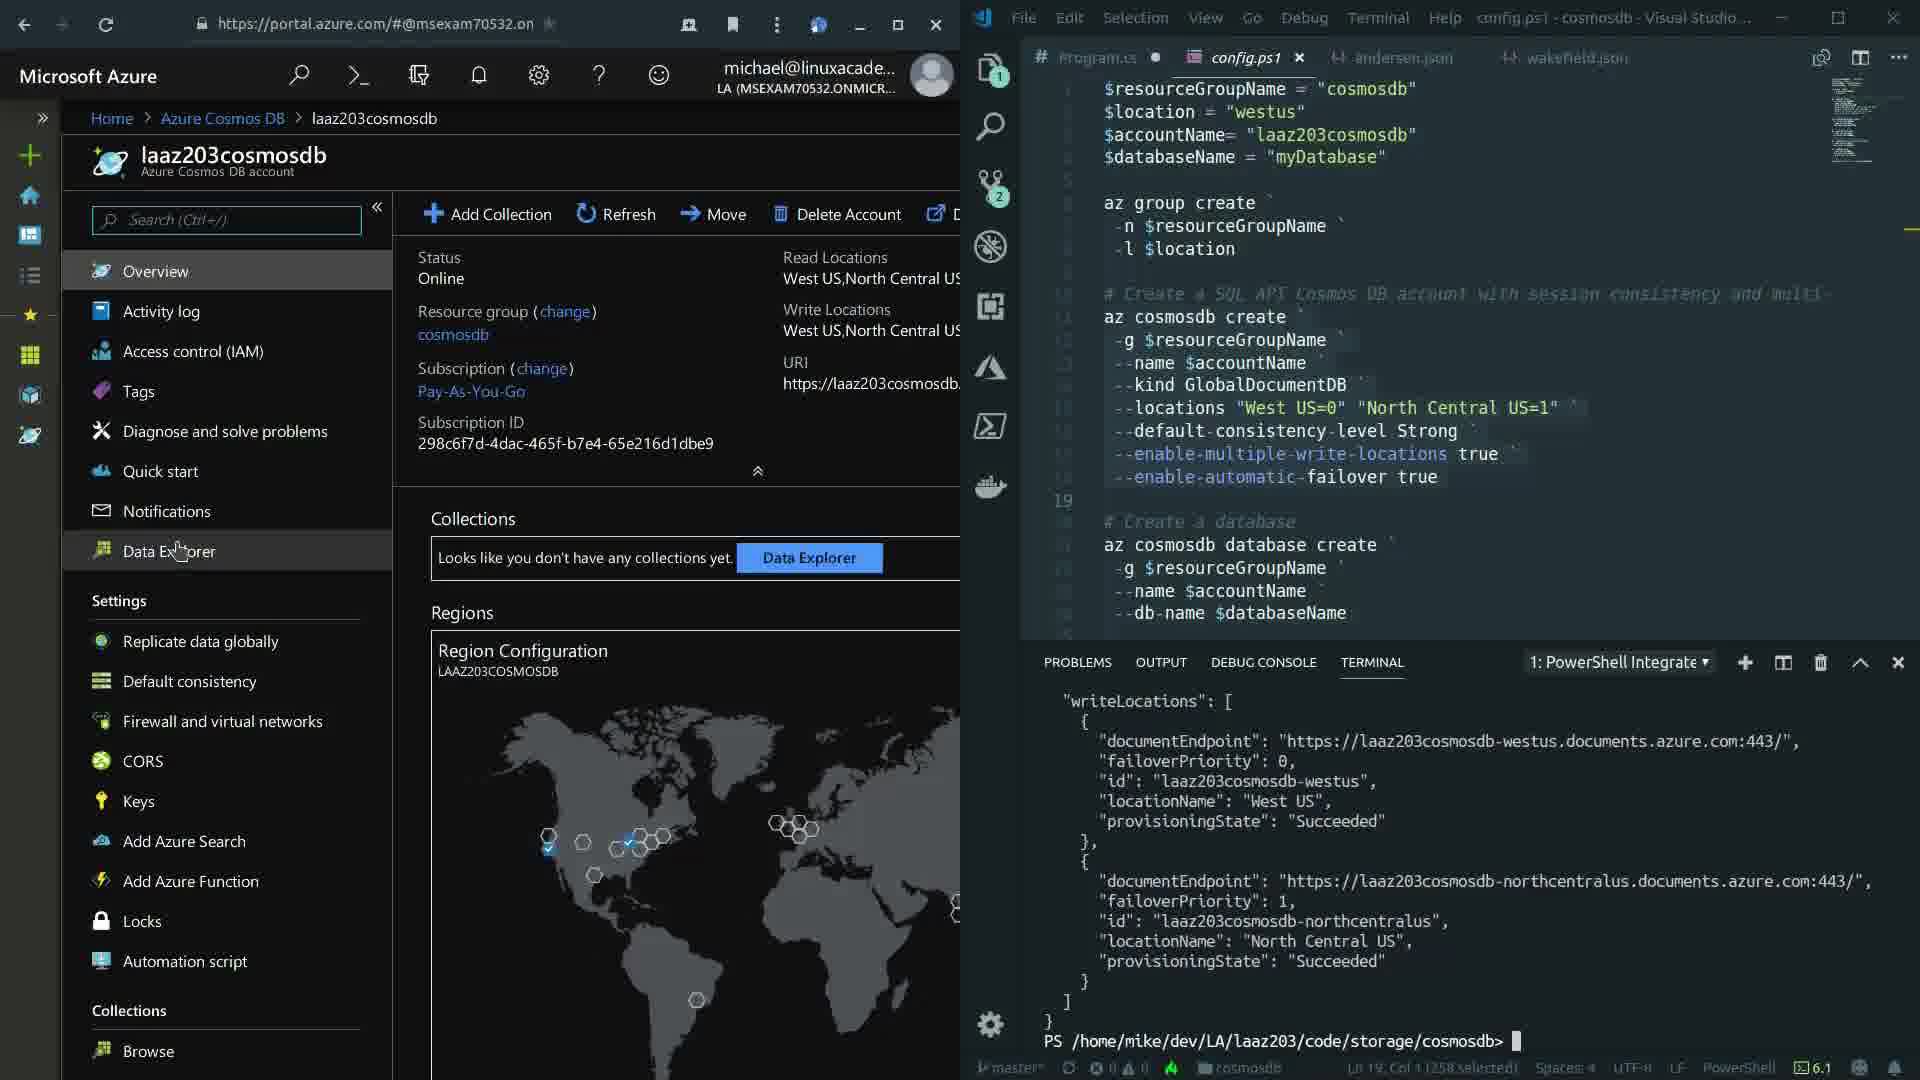 https://portal.azure.com/#@msexam70532.on
Microsoft Azure
michael@linuxacade...
LA (MSEXAM70532.ONMICR...
Home > Azure Cosmos DB > laaz203cosmosdb
laaz203cosmosdb
Azure Cosmos DB account
Search (Ctrl+/)
Overview
Activity log
Access control (IAM)
Tags
Diagnose and solve problems
Quick start
Notifications
Data Explorer
Settings
Replicate data globally
Default consistency
Firewall and virtual networks
CORS
Keys
Add Azure Search
Add Azure Function
Locks
Automation script
Collections
Browse
Add Collection Refresh Move Delete Account D
Status
Online
Resource group (change)
cosmosdb
Subscription (change)
Pay-As-You-Go
Subscription ID
298c6f7d-4dac-465f-b7e4-65e216d1dbe9
Read Locations
West US,North Central US
Write Locations
West US,North Central US
URI
https://laaz203cosmosdb.
Collections
Looks like you don't have any collections yet. Data Explorer
Regions
Region Configuration
LAAZ203COSMOSDB
File Edit Selection View Go Debug Terminal Help config.ps1 - cosmosdb - Visual Studio ...
Program.cs config.ps1 andersen.json wakefield.json
1
2
$resourceGroupName = "cosmosdb"
$location = "westus"
$accountName= "laaz203cosmosdb"
$databaseName = "myDatabase"
az group create `
-n $resourceGroupName `
-l $location
# Create a SQL API Cosmos DB account with session consistency and multi-
az cosmosdb create `
-g $resourceGroupName `
--name $accountName `
--kind GlobalDocumentDB `
--locations "West US=0" "North Central US=1" `
--default-consistency-level Strong `
--enable-multiple-write-locations true `
--enable-automatic-failover true
19
# Create a database
az cosmosdb database create `
-g $resourceGroupName `
--name $accountName `
--db-name $databaseName
PROBLEMS OUTPUT DEBUG CONSOLE TERMINAL 1: PowerShell Integrate
"writeLocations": [
{
"documentEndpoint": "https://laaz203cosmosdb-westus.documents.azure.com:443/",
"failoverPriority": 0,
"id": "laaz203cosmosdb-westus",
"locationName": "West US",
"provisioningState": "Succeeded"
},
{
"documentEndpoint": "https://laaz203cosmosdb-northcentralus.documents.azure.com:443/",
"failoverPriority": 1,
"id": "laaz203cosmosdb-northcentralus",
"locationName": "North Central US",
"provisioningState": "Succeeded"
}
]
}
PS /home/mike/dev/LA/laaz203/code/storage/cosmosdb>
master* 0 0 cosmosdb Ln 19, Col 1 (258 selected) Spaces: 4 UTF-8 LF PowerShell 6.1